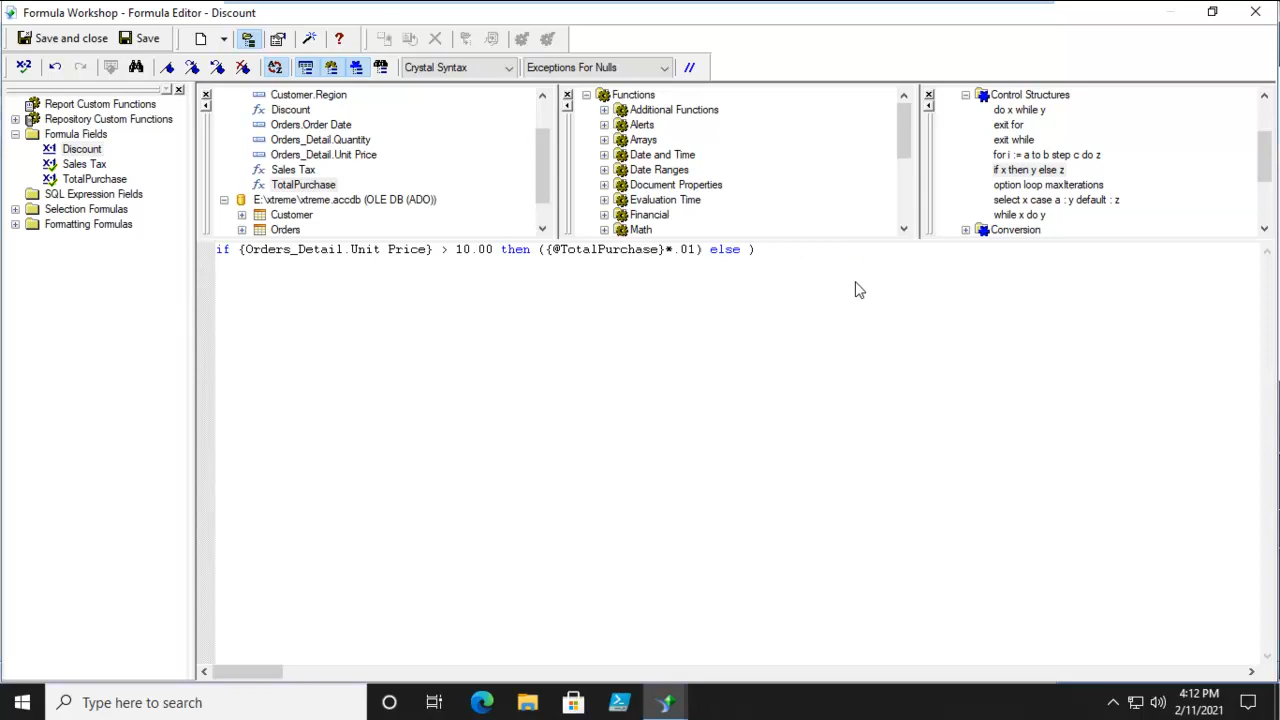 Formula Workshop - Formula Editor - Discount
Save and close
Save
Crystal Syntax
Exceptions For Nulls
//
Report Custom Functions
Repository Custom Functions
Formula Fields
Discount
Sales Tax
TotalPurchase
SQL Expression Fields
Selection Formulas
Formatting Formulas
Customer.Region
Discount
Orders.Order Date
Orders_Detail.Quantity
Orders_Detail.Unit Price
Sales Tax
TotalPurchase
E:\xtreme\xtreme.accdb (OLE DB (ADO))
Customer
Orders
Functions
Additional Functions
Alerts
Arrays
Date and Time
Date Ranges
Document Properties
Evaluation Time
Financial
Math
Control Structures
do x while y
exit for
exit while
for i := a to b step c do z
if x then y else z
option loop maxIterations
select x case a : y default : z
while x do y
Conversion
if {Orders_Detail.Unit Price} > 10.00 then ({@TotalPurchase}*.01) else )
Type here to search
4:12 PM
2/11/2021